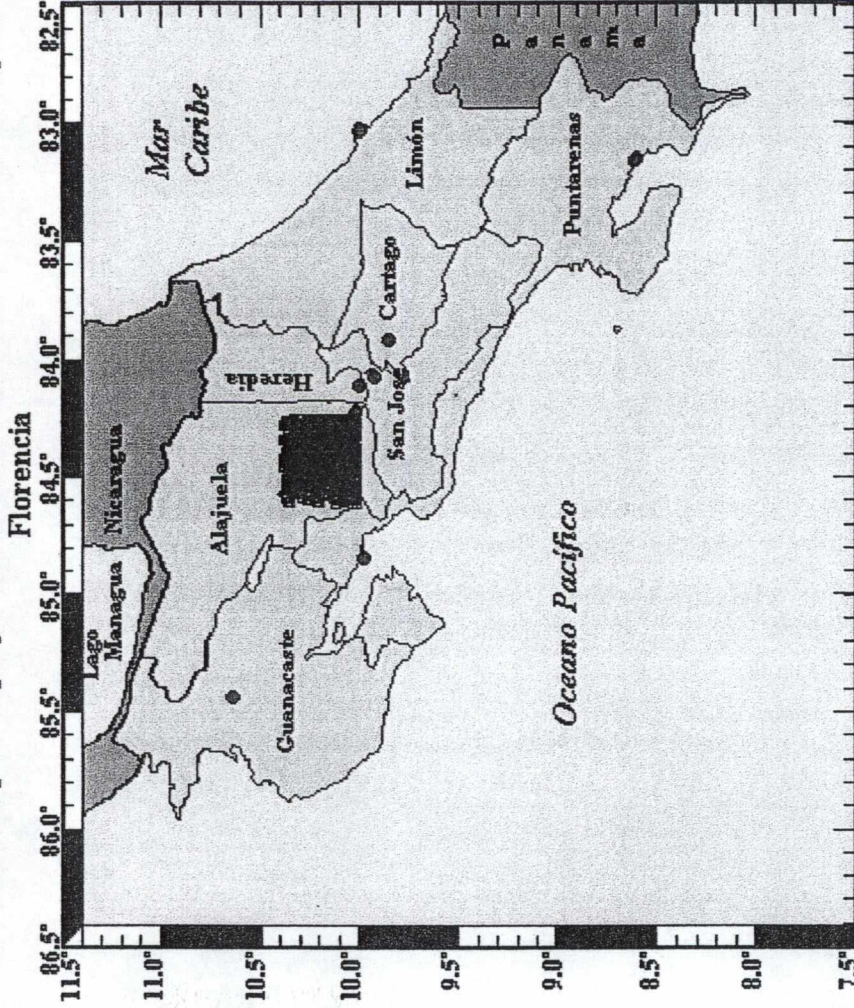 Florencia
86.5° 86.0° 85.5° 85.0° 84.5° 84.0° 83.5° 83.0° 82.5°
11.5°
11.0°
10.5°
10.0°
9.5°
9.0°
8.5°
8.0°
7.5°
Lago
Managua
Nicaragua
Mar
Caribe
Alajuela
Heredia
Guanacaste
San José
Cartago
Limón
Puntarenas
Panama
Oceano Pacífico